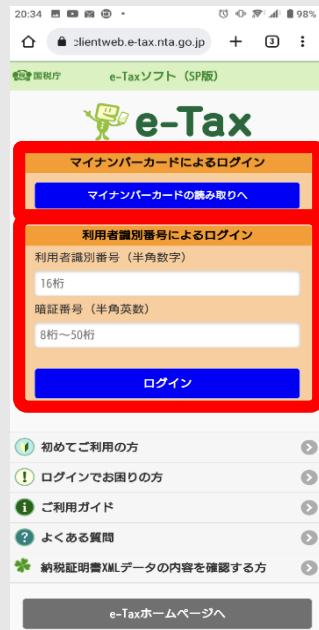 20:34
98%
clientweb.e-tax.nta.go.jp
3
国税庁
e-Taxソフト（SP版）
e-Tax
マイナンバーカードによるログイン
マイナンバーカードの読み取りへ
利用者識別番号によるログイン
利用者識別番号（半角数字）
16桁
暗証番号（半角英数）
8桁～50桁
ログイン
初めてご利用の方
ログインでお困りの方
ご利用ガイド
よくある質問
納税証明書XMLデータの内容を確認する方
e-Taxホームページへ